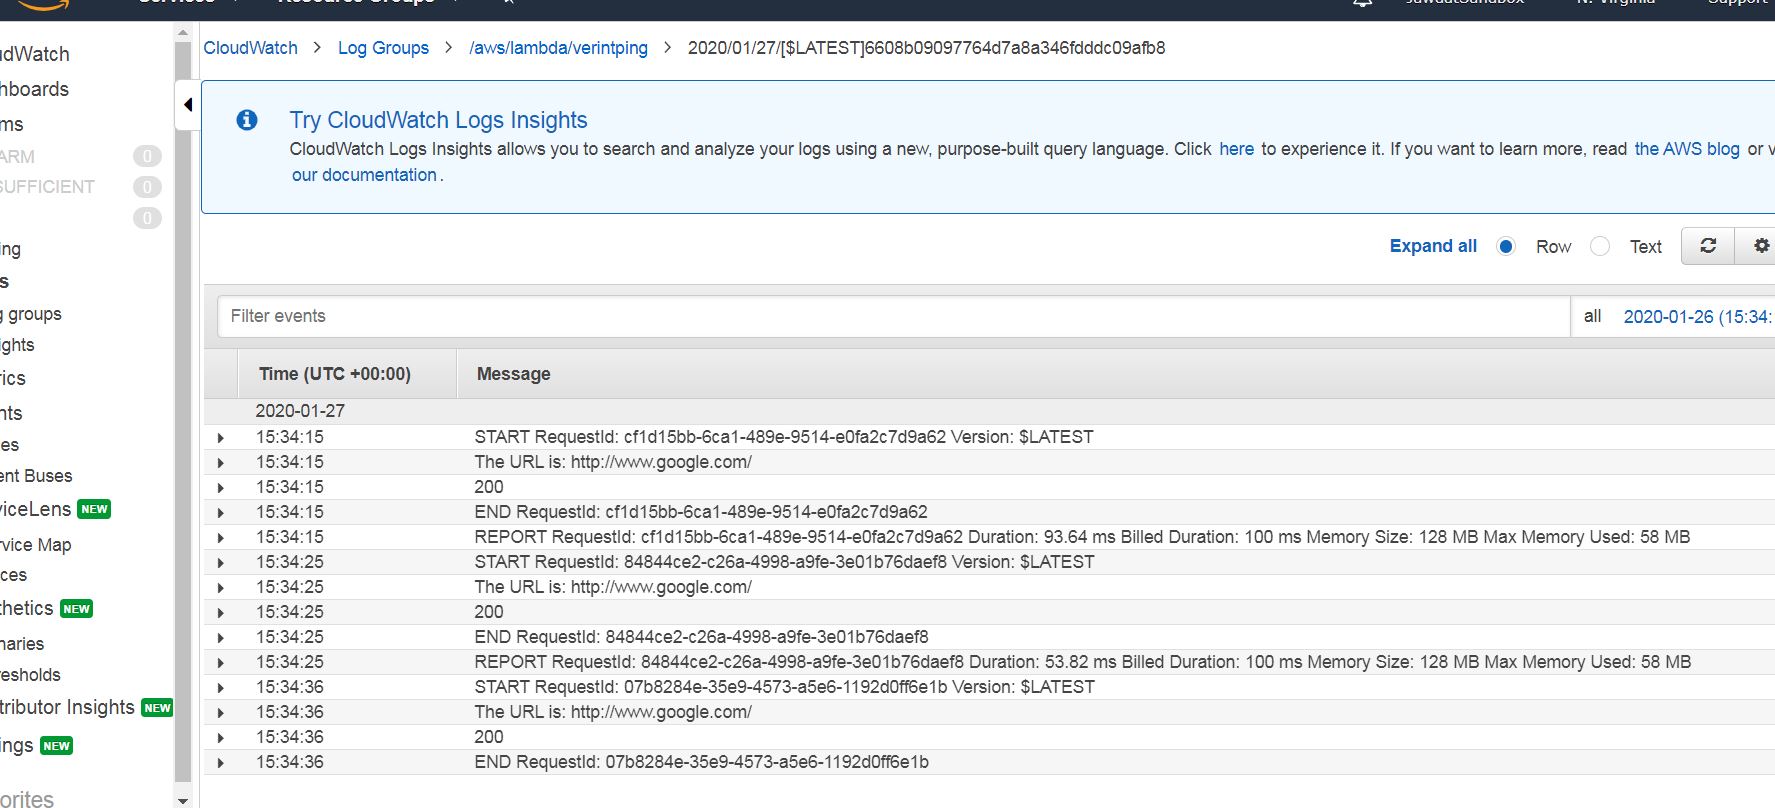 Services Resource Groups JawdatSandbox N. Virginia Support
CloudWatch > Log Groups > /aws/lambda/verintping > 2020/01/27/[$LATEST]6608b09097764d7a8a346fdddc09afb8
udWatch
hboards
ms
ARM 0
SUFFICIENT 0
0
ing
s
g groups
ights
rics
nts
es
ent Buses
viceLens NEW
rvice Map
ces
thetics NEW
naries
resholds
tributor Insights NEW
ings NEW
orites
Try CloudWatch Logs Insights
CloudWatch Logs Insights allows you to search and analyze your logs using a new, purpose-built query language. Click here to experience it. If you want to learn more, read the AWS blog or v
our documentation.
Expand all Row Text
Filter events all 2020-01-26 (15:34:
Time (UTC +00:00) Message
2020-01-27
15:34:15 START RequestId: cf1d15bb-6ca1-489e-9514-e0fa2c7d9a62 Version: $LATEST
15:34:15 The URL is: http://www.google.com/
15:34:15 200
15:34:15 END RequestId: cf1d15bb-6ca1-489e-9514-e0fa2c7d9a62
15:34:15 REPORT RequestId: cf1d15bb-6ca1-489e-9514-e0fa2c7d9a62 Duration: 93.64 ms Billed Duration: 100 ms Memory Size: 128 MB Max Memory Used: 58 MB
15:34:25 START RequestId: 84844ce2-c26a-4998-a9fe-3e01b76daef8 Version: $LATEST
15:34:25 The URL is: http://www.google.com/
15:34:25 200
15:34:25 END RequestId: 84844ce2-c26a-4998-a9fe-3e01b76daef8
15:34:25 REPORT RequestId: 84844ce2-c26a-4998-a9fe-3e01b76daef8 Duration: 53.82 ms Billed Duration: 100 ms Memory Size: 128 MB Max Memory Used: 58 MB
15:34:36 START RequestId: 07b8284e-35e9-4573-a5e6-1192d0ff6e1b Version: $LATEST
15:34:36 The URL is: http://www.google.com/
15:34:36 200
15:34:36 END RequestId: 07b8284e-35e9-4573-a5e6-1192d0ff6e1b